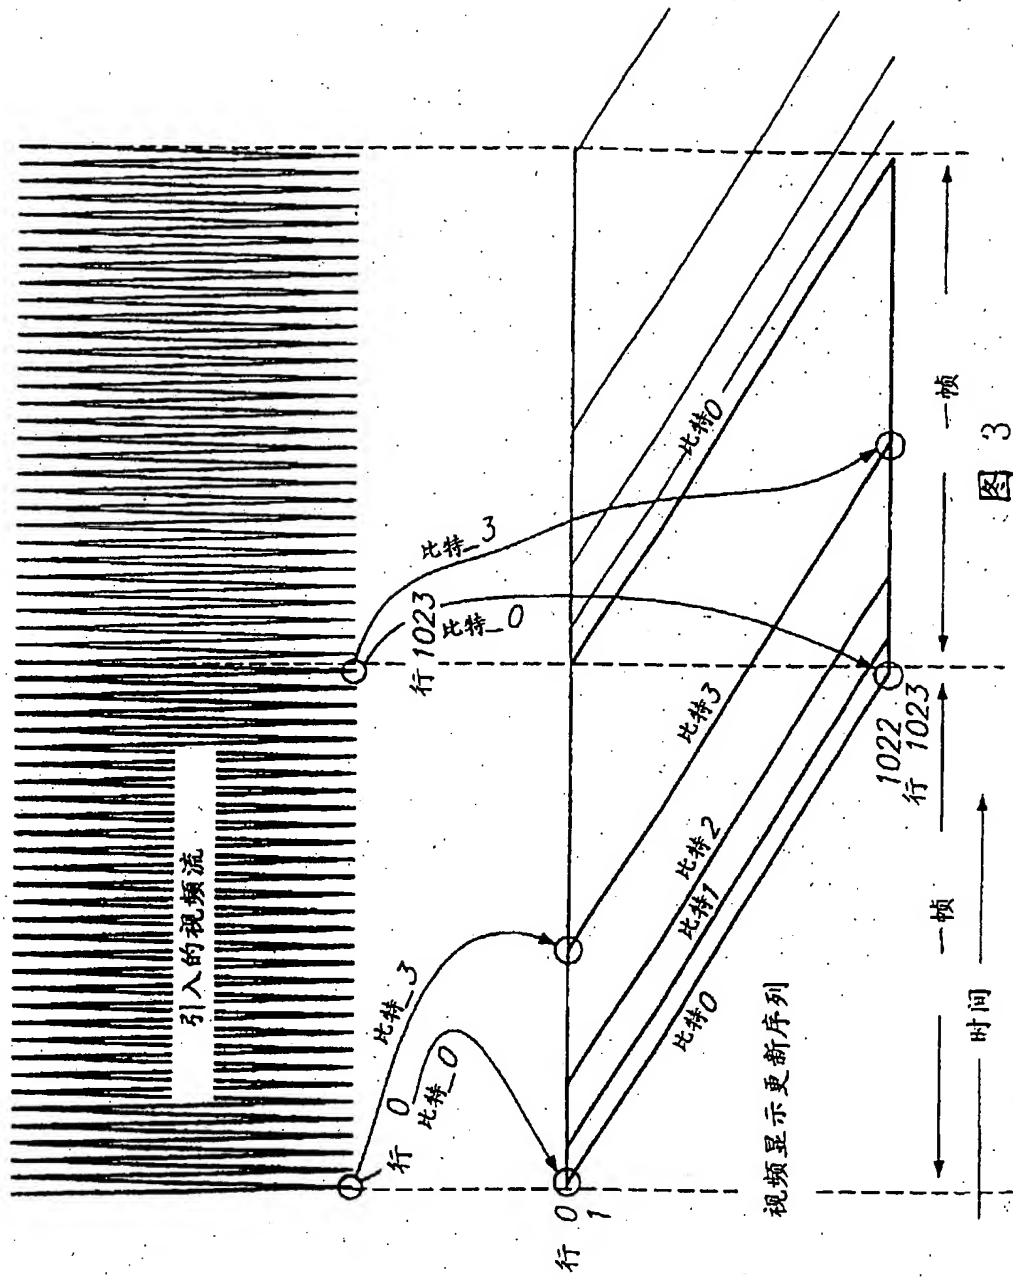 引入的视频流
行 0
比特_0
比特_3
行 1023
比特_0
比特_3
行 0
1
比特0
比特1
比特2
比特3
比特0
1022
行 1023
视频显示更新序列
一帧
一帧
时间
图 3